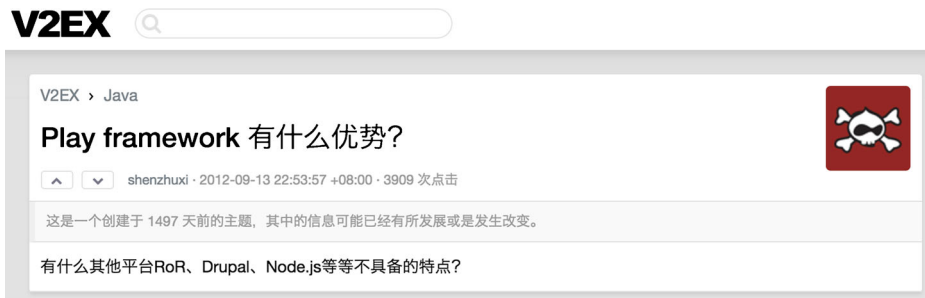 V2EX
V2EX › Java
Play framework 有什么优势？
shenzhuxi · 2012-09-13 22:53:57 +08:00 · 3909 次点击
这是一个创建于 1497 天前的主题，其中的信息可能已经有所发展或是发生改变。
有什么其他平台RoR、Drupal、Node.js等等不具备的特点？